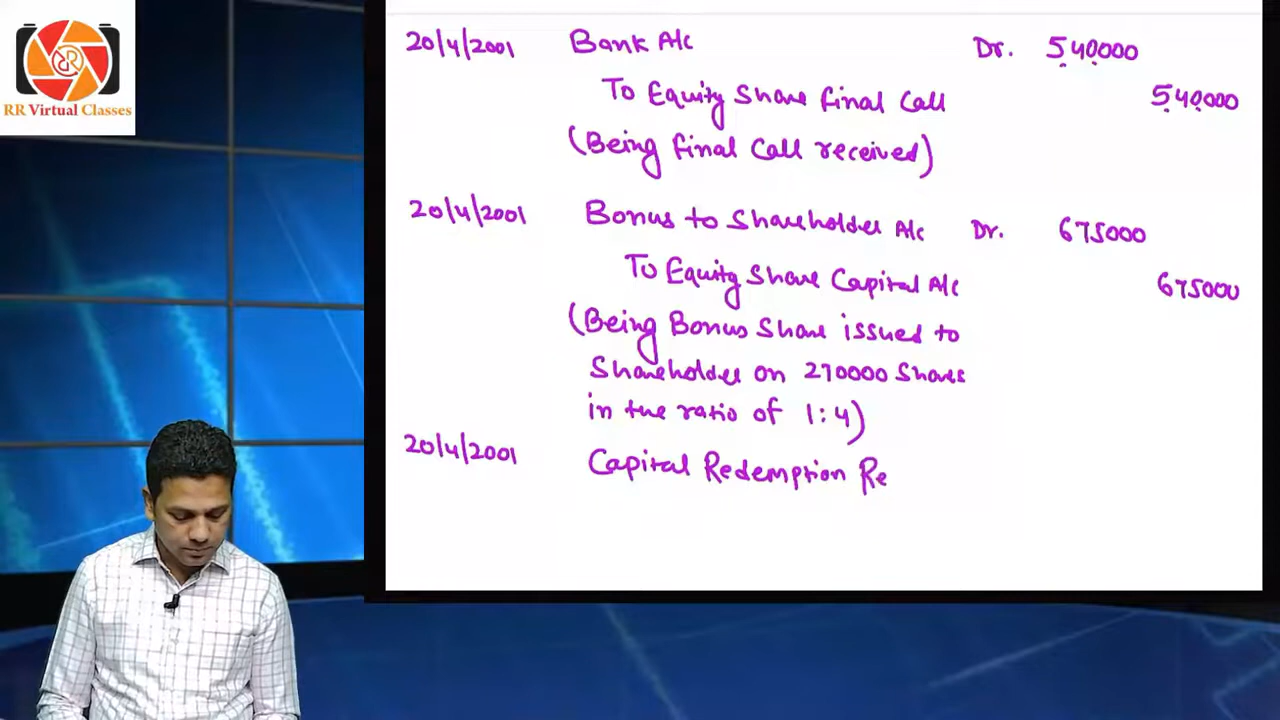 RR
RR Virtual Classes
20/4/2001 Bank A/c Dr. 540000
To Equity Share final Call 540000
(Being final Call received)
20/4/2001 Bonus to Shareholder A/c Dr. 675000
To Equity Share Capital A/c 675000
(Being Bonus Share issued to
Shareholder on 270000 Shares
in the ratio of 1:4)
20/4/2001 Capital Redemption Re